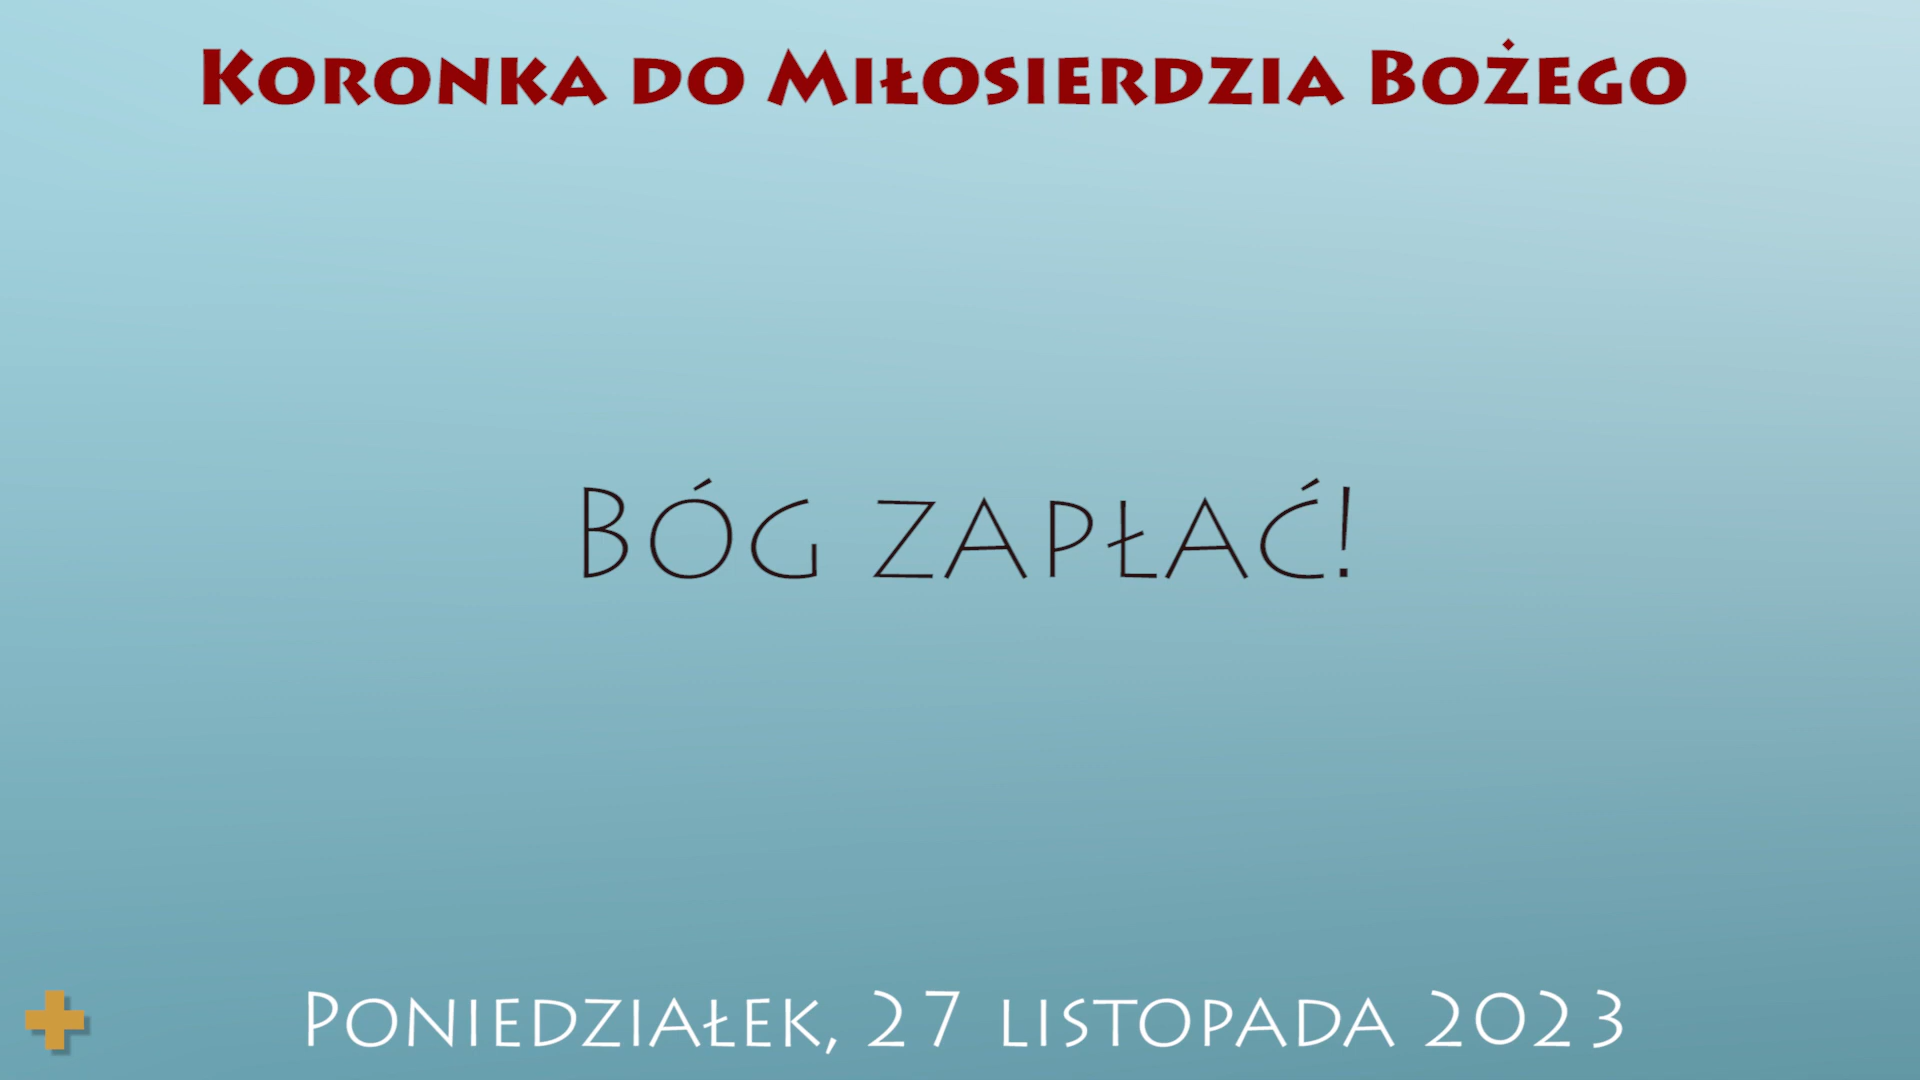 Koronka do Miłosierdzia Bożego
Bóg zapłać!
Poniedziałek, 27 listopada 2023